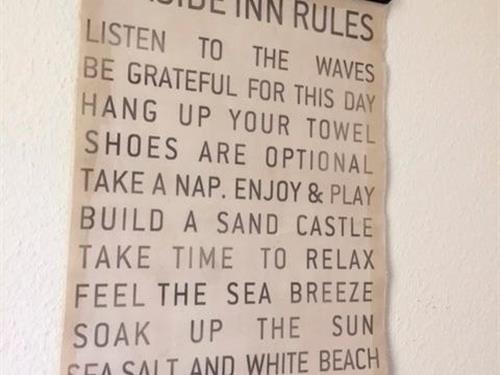 INN RULES
LISTEN TO THE WAVES
BE GRATEFUL FOR THIS DAY
HANG UP YOUR TOWEL
SHOES ARE OPTIONAL
TAKE A NAP. ENJOY & PLAY
BUILD A SAND CASTLE
TAKE TIME TO RELAX
FEEL THE SEA BREEZE
SOAK UP THE SUN
SEA SALT AND WHITE BEACH